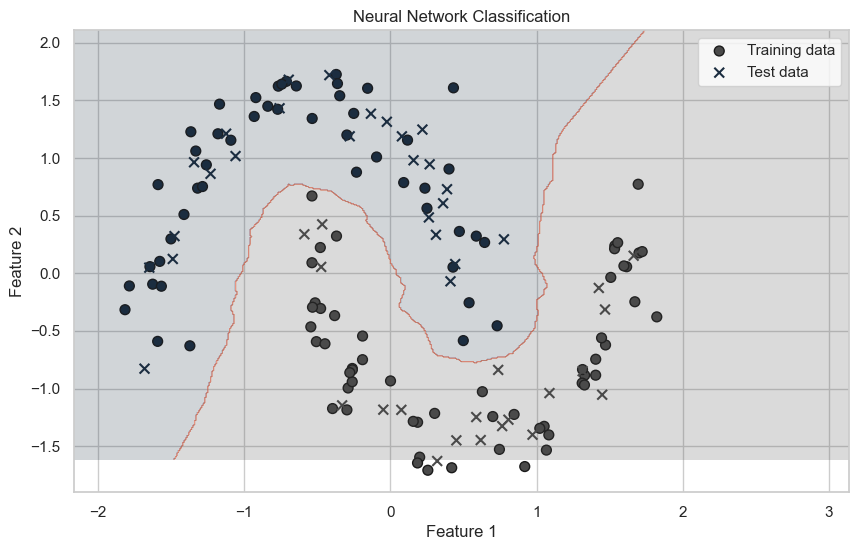 Neural Network Classification
Training data
Test data
2.0
1.5
1.0
0.5
0.0
−0.5
−1.0
−1.5
Feature 2
−2
−1
0
1
2
3
Feature 1